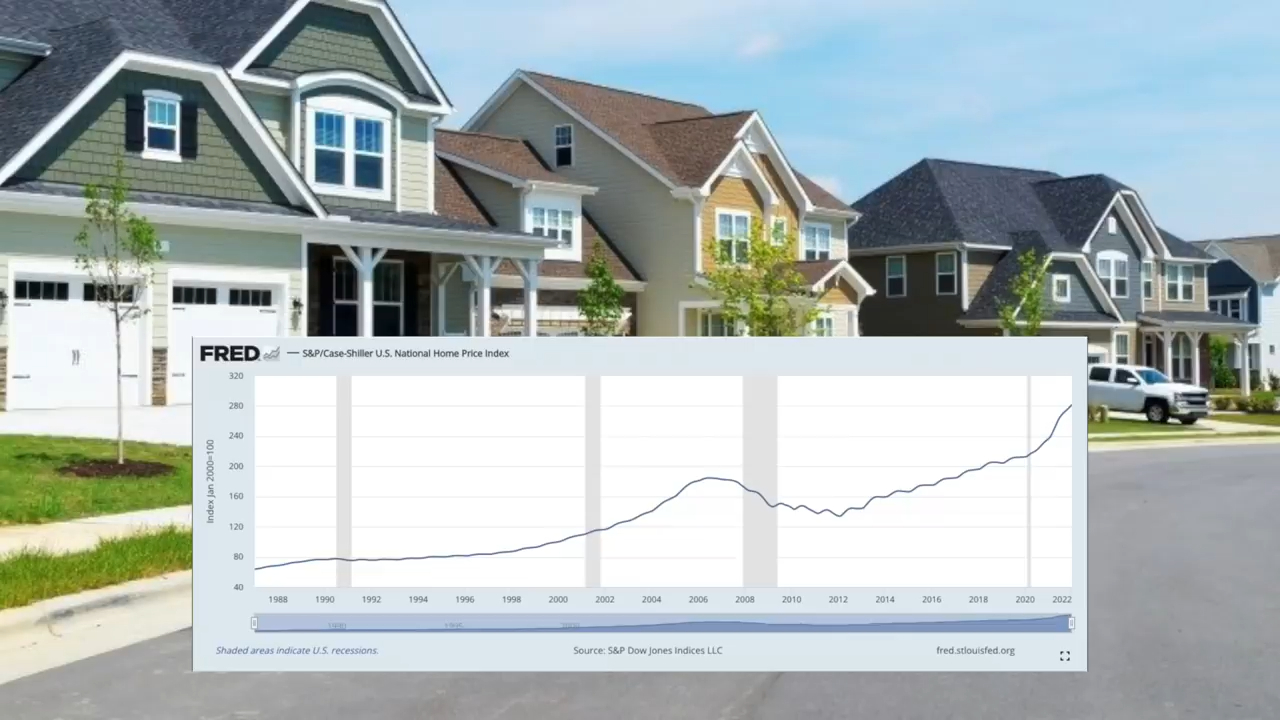 FRED
S&P/Case-Shiller U.S. National Home Price Index
320
280
240
200
160
120
80
40
Index Jan 2000=100
1988 1990 1992 1994 1996 1998 2000 2002 2004 2006 2008 2010 2012 2014 2016 2018 2020 2022
Shaded areas indicate U.S. recessions.
Source: S&P Dow Jones Indices LLC
fred.stlouisfed.org